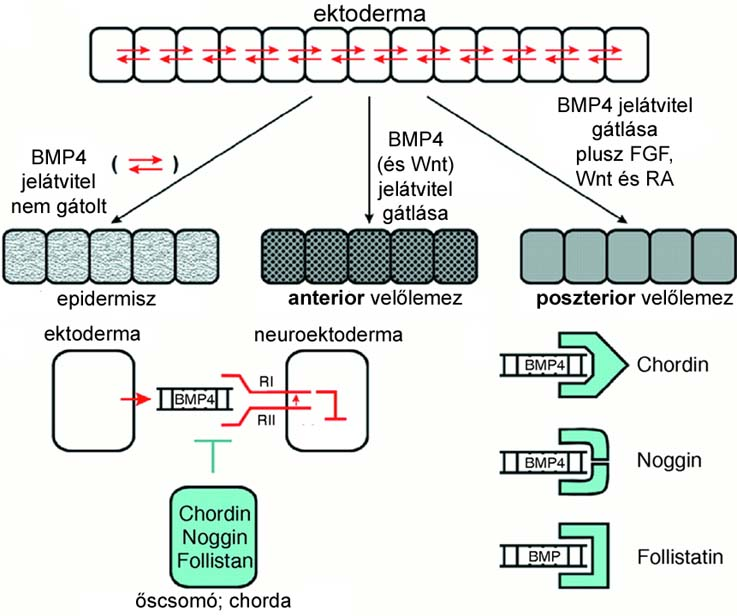 ektoderma
BMP4
jelátvitel
nem gátolt
BMP4
(és Wnt)
jelátvitel
gátlása
BMP4 jelátvitel
gátlása
plusz FGF,
Wnt és RA
epidermisz
anterior velőlemez
poszterior velőlemez
ektoderma
neuroektoderma
BMP4
RI
RII
Chordin
Noggin
Follistan
őscsomó; chorda
BMP4
Chordin
BMP4
Noggin
BMP
Follistatin